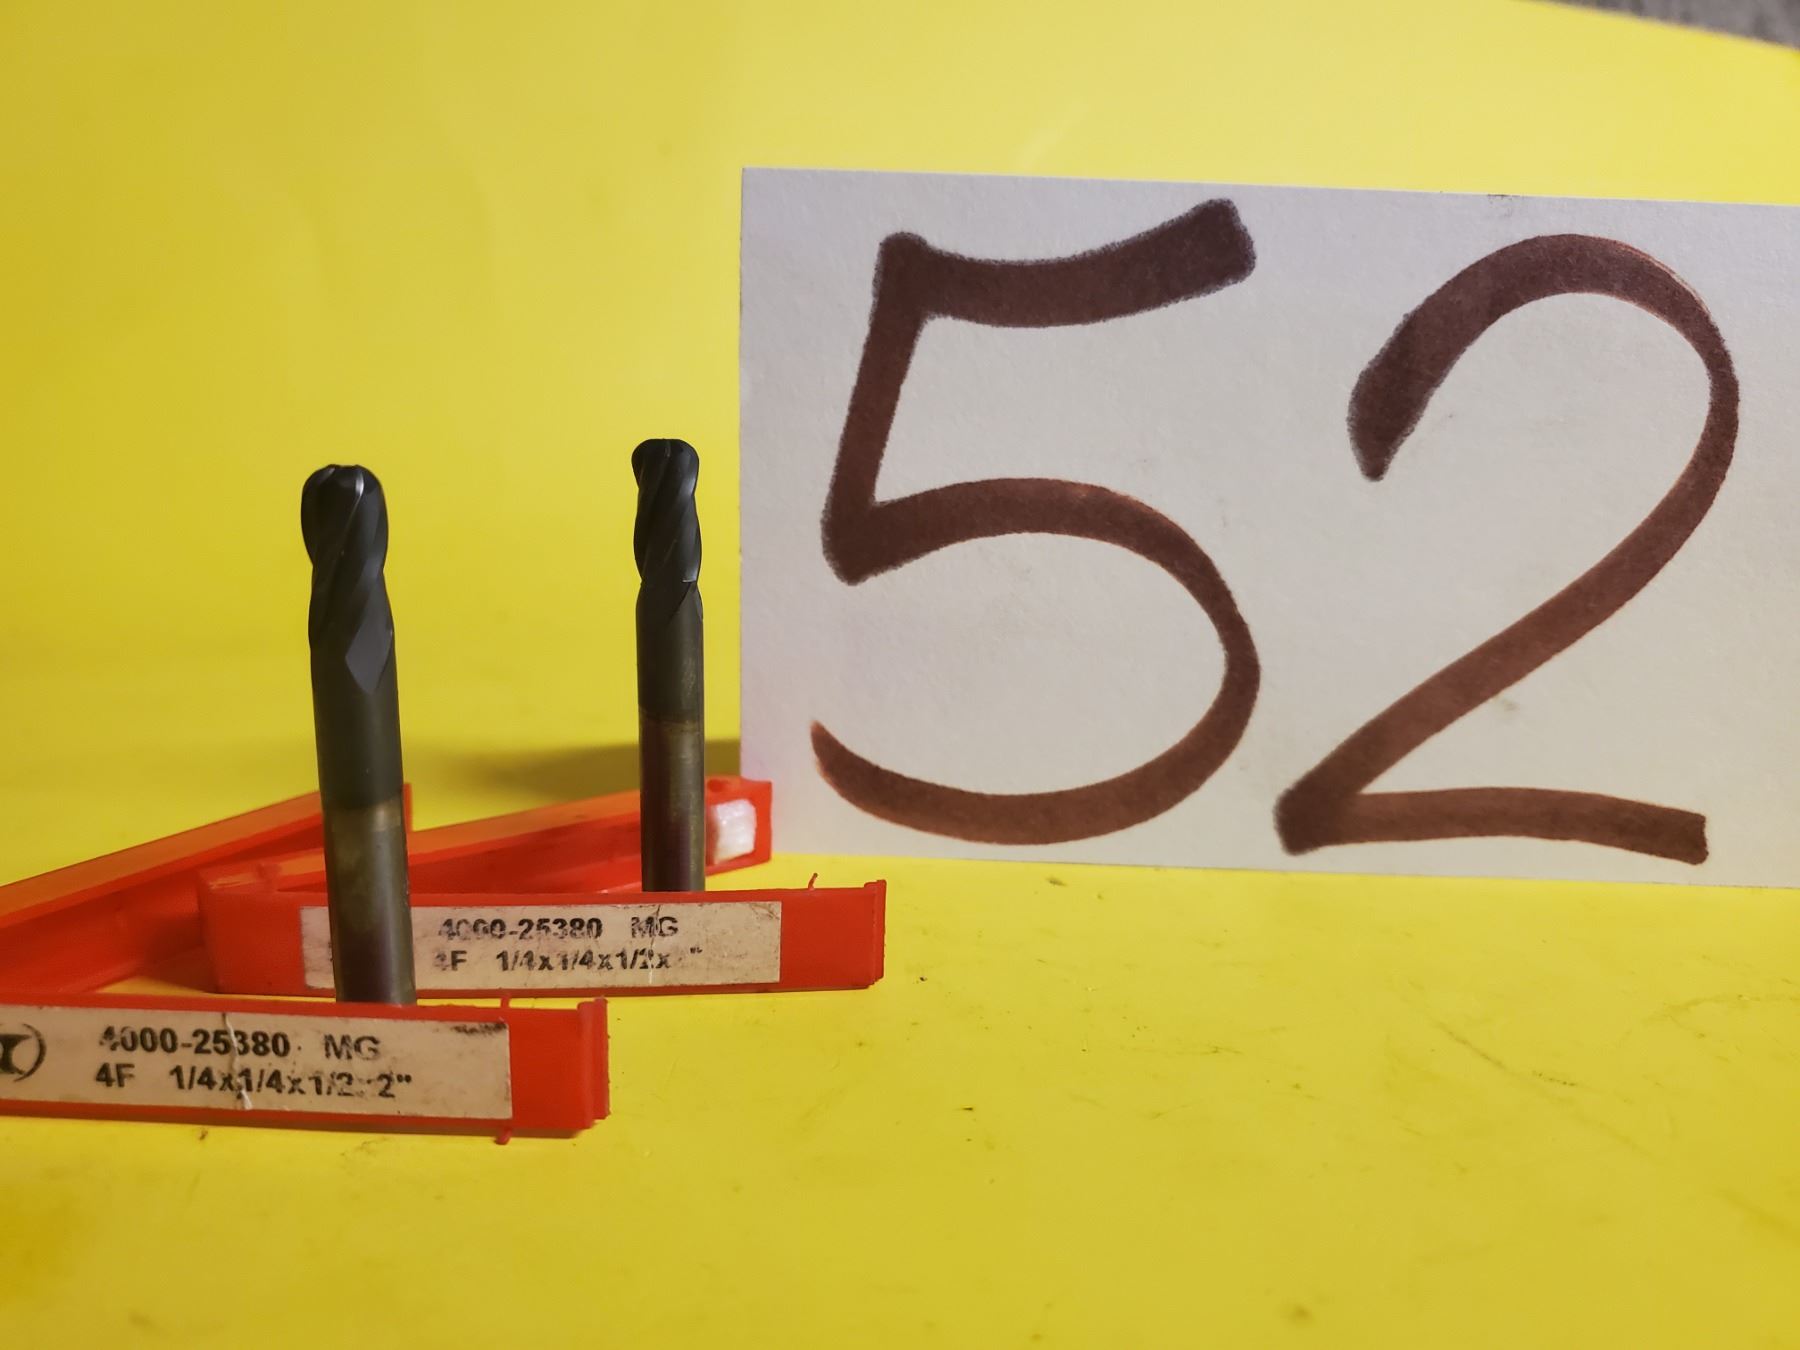 52
4000-25380 MG
4F 1/4x1/4x1/2x "
4000-25380 MG
4F 1/4x1/4x1/2x2"